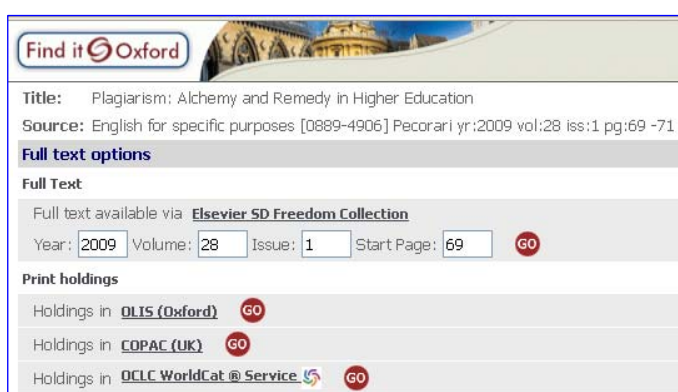 Find it Oxford
Title: Plagiarism: Alchemy and Remedy in Higher Education
Source: English for specific purposes [0889-4906] Pecorari yr:2009 vol:28 iss:1 pg:69 -71
Full text options
Full Text
Full text available via Elsevier SD Freedom Collection
Year: 2009 Volume: 28 Issue: 1 Start Page: 69 GO
Print holdings
Holdings in OLIS (Oxford) GO
Holdings in COPAC (UK) GO
Holdings in OCLC WorldCat ® Service GO